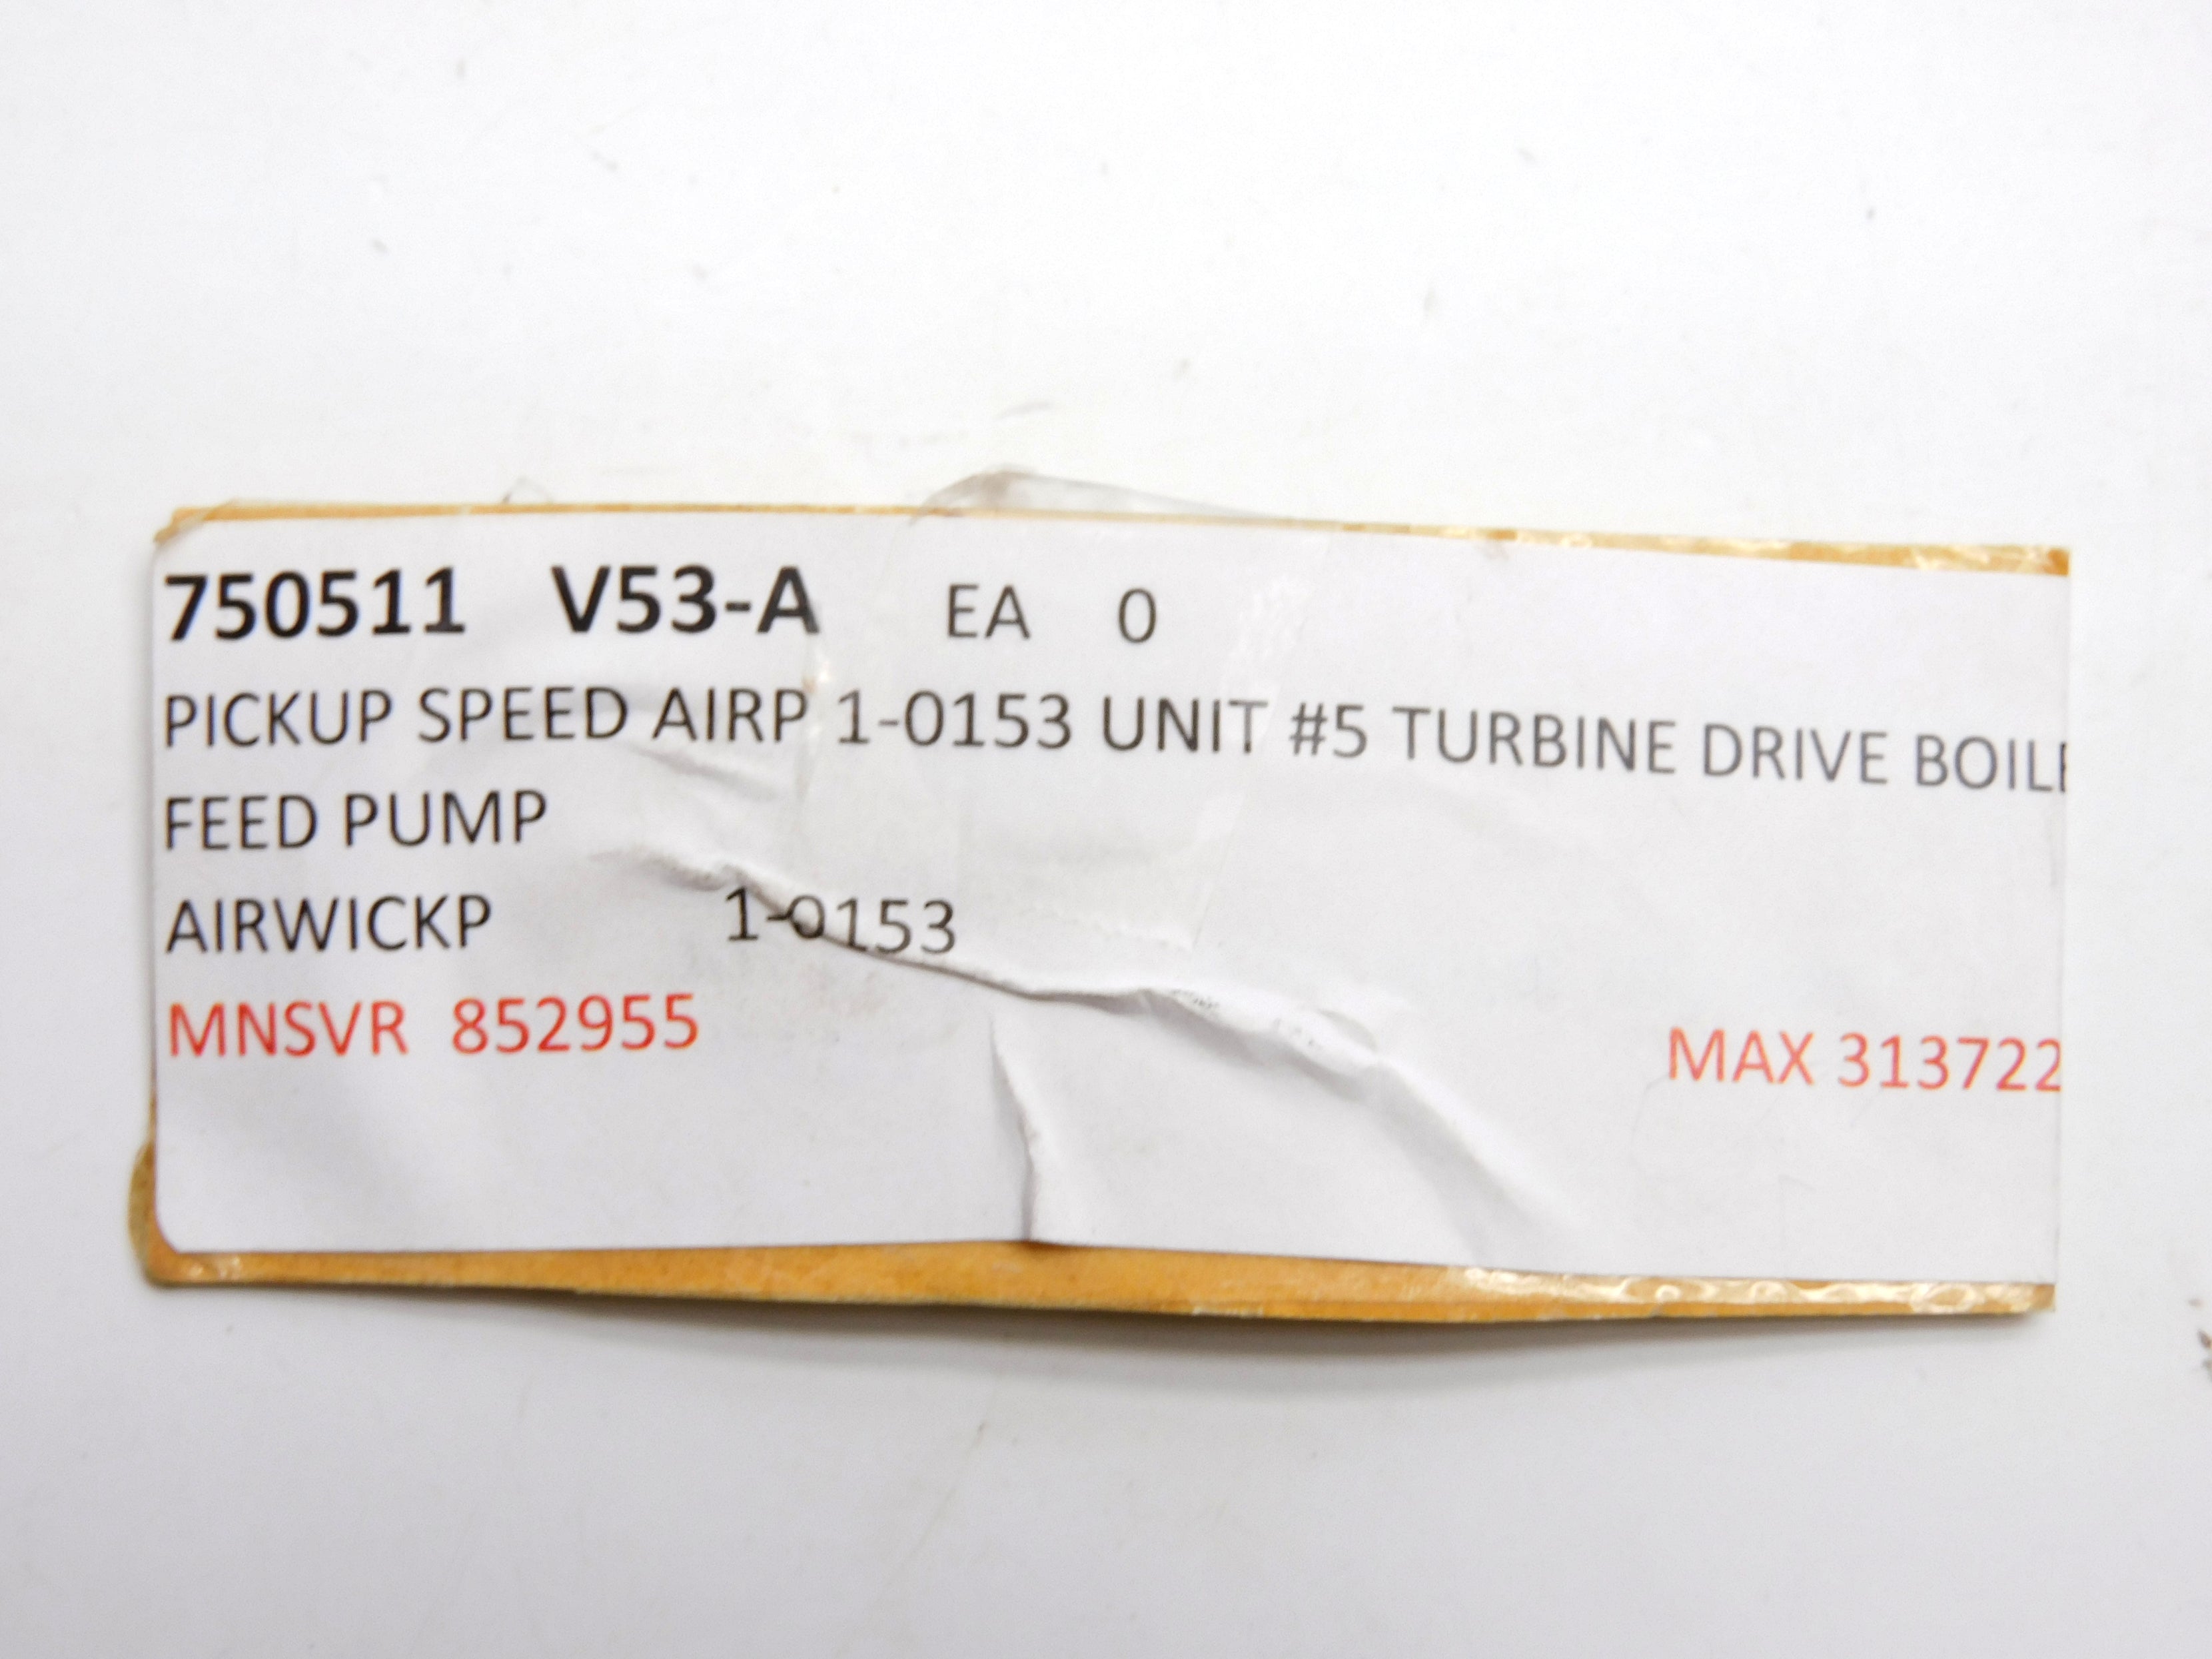 750511 V53-A EA 0
PICKUP SPEED AIRP 1-0153 UNIT #5 TURBINE DRIVE BOILE
FEED PUMP
AIRWICKP 1-0153
MNSVR 852955 MAX 313722